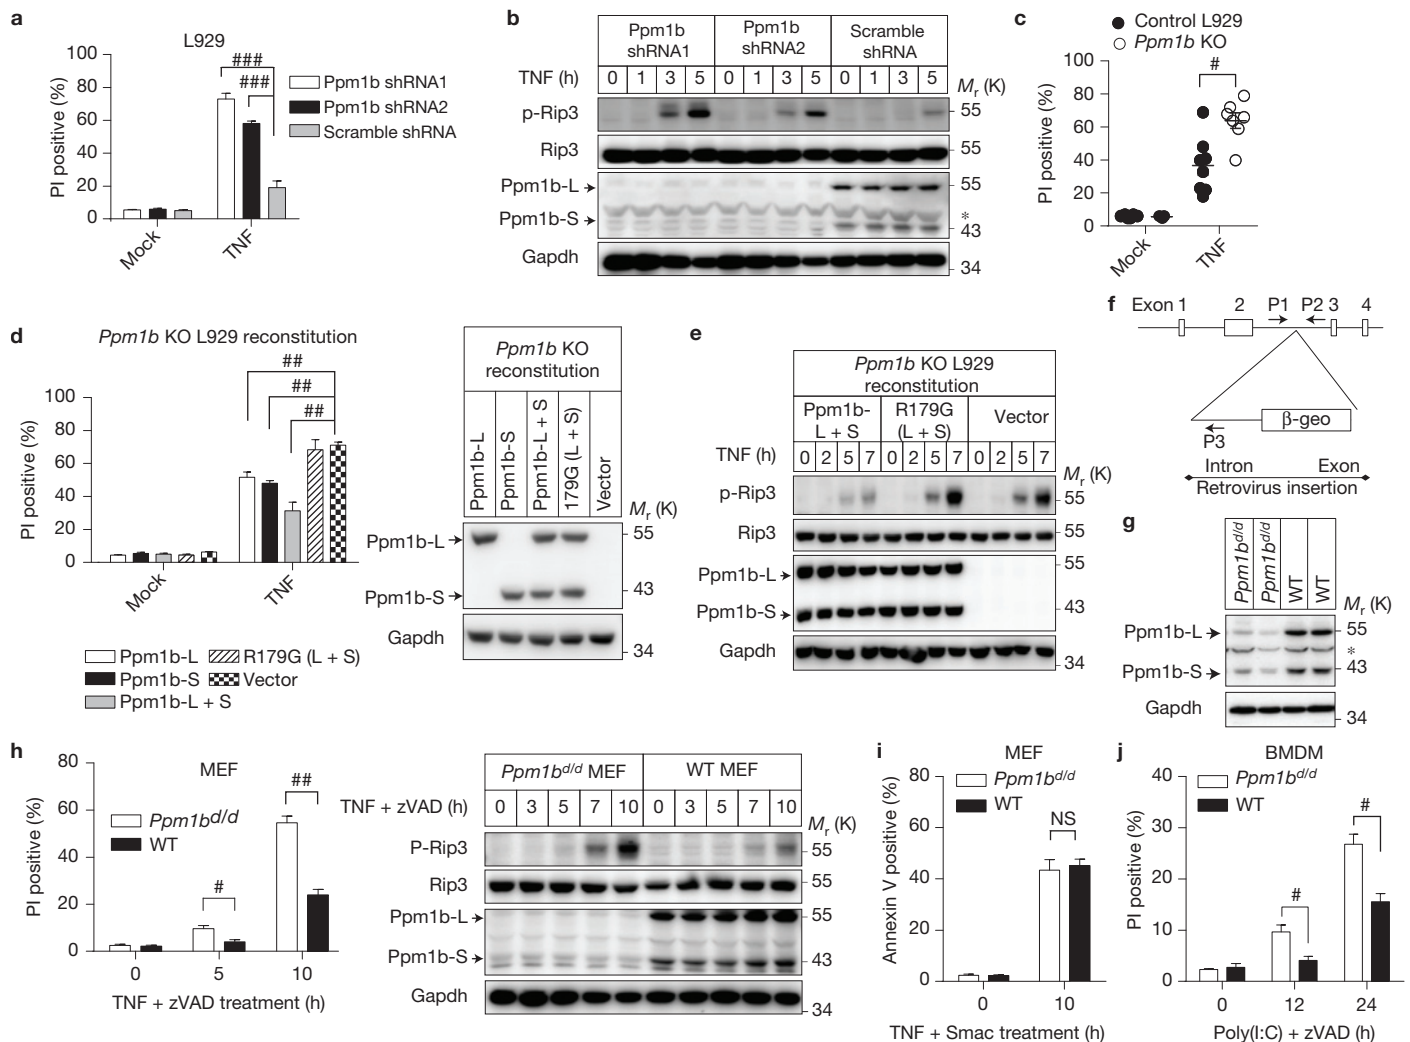 a
L929
###
###
PI positive (%)
100
80
60
40
20
0
Mock
TNF
Ppm1b shRNA1
Ppm1b shRNA2
Scramble shRNA
b
Ppm1b shRNA1
Ppm1b shRNA2
Scramble shRNA
TNF (h)
0 1 3 5 0 1 3 5 0 1 3 5
Mr (K)
p-Rip3
55
Rip3
55
Ppm1b-L
55
*
Ppm1b-S
43
Gapdh
34
c
Control L929
Ppm1b KO
#
PI positive (%)
100
80
60
40
20
0
Mock
TNF
d
Ppm1b KO L929 reconstitution
##
##
##
PI positive (%)
100
80
60
40
20
0
Mock
TNF
Ppm1b-L
R179G (L + S)
Ppm1b-S
Vector
Ppm1b-L + S
Ppm1b KO
reconstitution
Ppm1b-L
Ppm1b-S
Ppm1b-L + S
179G (L + S)
Vector
Mr (K)
Ppm1b-L
55
Ppm1b-S
43
Gapdh
34
e
Ppm1b KO L929
reconstitution
Ppm1b-
L + S
R179G
(L + S)
Vector
TNF (h)
0 2 5 7 0 2 5 7 0 2 5 7
Mr (K)
p-Rip3
55
Rip3
55
Ppm1b-L
55
Ppm1b-S
43
Gapdh
34
f
Exon 1 2 P1 P2 3 4
β-geo
P3
Intron Exon
Retrovirus insertion
g
Ppm1bd/d
Ppm1bd/d
WT
WT
Mr (K)
Ppm1b-L
55
*
Ppm1b-S
43
Gapdh
34
h
MEF
##
#
PI positive (%)
80
60
40
20
0
0 5 10
TNF + zVAD treatment (h)
Ppm1bd/d
WT
Ppm1bd/d MEF
WT MEF
TNF + zVAD (h)
0 3 5 7 10 0 3 5 7 10
Mr (K)
P-Rip3
55
Rip3
55
Ppm1b-L
55
Ppm1b-S
43
Gapdh
34
i
MEF
Ppm1bd/d
WT
NS
Annexin V positive (%)
80
60
40
20
0
0 10
TNF + Smac treatment (h)
j
BMDM
Ppm1bd/d
WT
#
#
PI positive (%)
40
30
20
10
0
0 12 24
Poly(I:C) + zVAD (h)